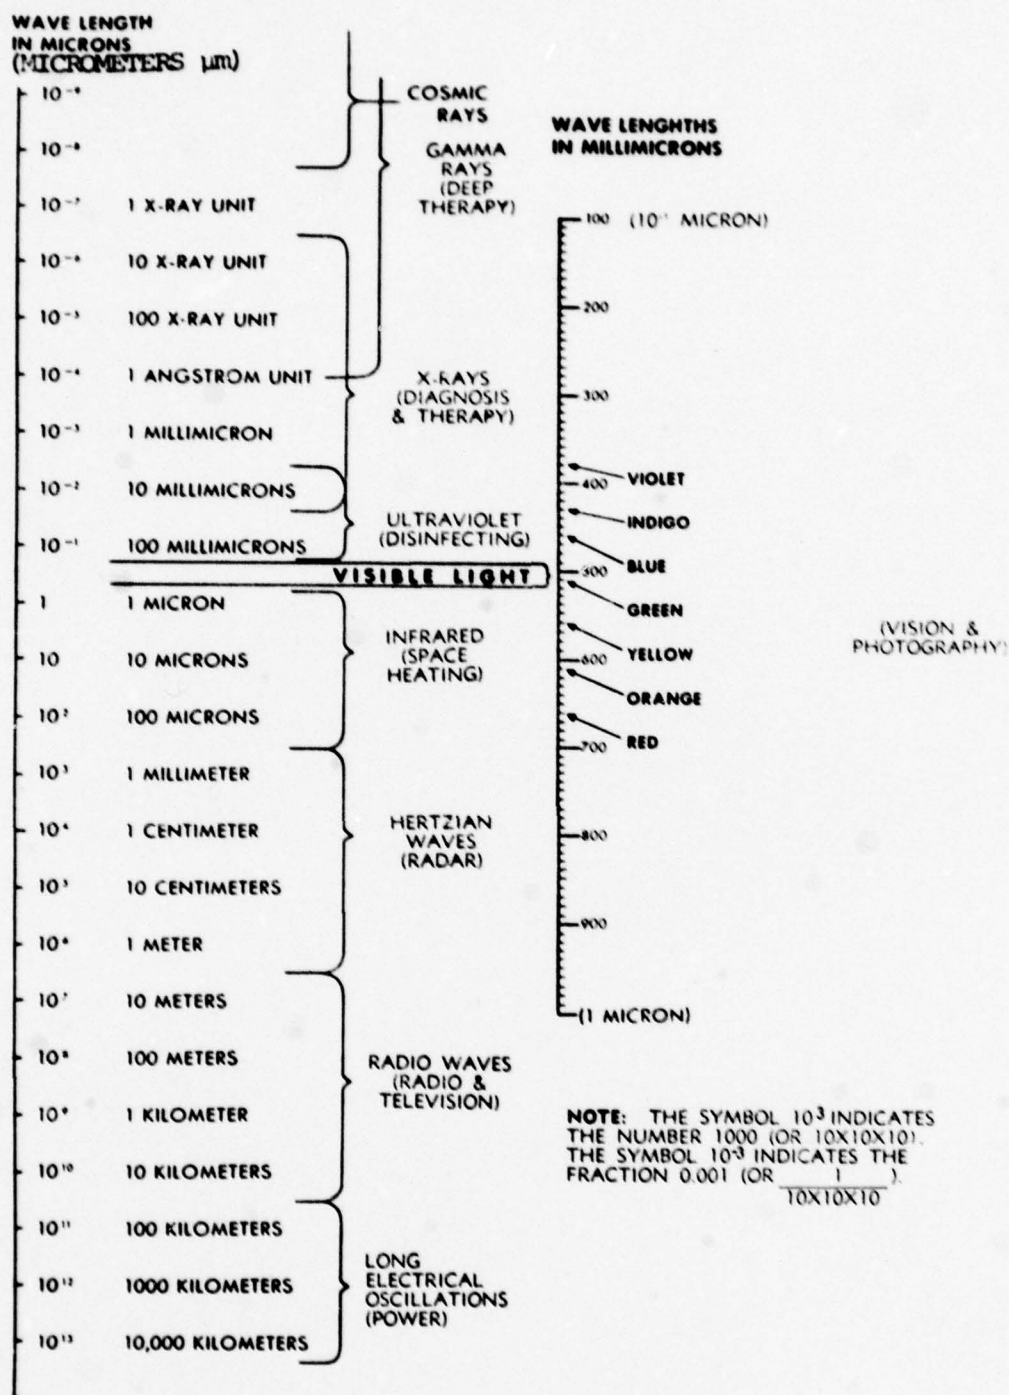 WAVE LENGTH
IN MICRONS
(MICROMETERS µm)
10⁻⁹
10⁻⁸
10⁻⁷ 1 X-RAY UNIT
10⁻⁶ 10 X-RAY UNIT
10⁻⁵ 100 X-RAY UNIT
10⁻⁴ 1 ANGSTROM UNIT
10⁻³ 1 MILLIMICRON
10⁻² 10 MILLIMICRONS
10⁻¹ 100 MILLIMICRONS
1 1 MICRON
10 10 MICRONS
10² 100 MICRONS
10³ 1 MILLIMETER
10⁴ 1 CENTIMETER
10⁵ 10 CENTIMETERS
10⁶ 1 METER
10⁷ 10 METERS
10⁸ 100 METERS
10⁹ 1 KILOMETER
10¹⁰ 10 KILOMETERS
10¹¹ 100 KILOMETERS
10¹² 1000 KILOMETERS
10¹³ 10,000 KILOMETERS
COSMIC
RAYS
GAMMA
RAYS
(DEEP
THERAPY)
X-RAYS
(DIAGNOSIS
& THERAPY)
ULTRAVIOLET
(DISINFECTING)
VISIBLE LIGHT
INFRARED
(SPACE
HEATING)
HERTZIAN
WAVES
(RADAR)
RADIO WAVES
(RADIO &
TELEVISION)
LONG
ELECTRICAL
OSCILLATIONS
(POWER)
WAVE LENGHTHS
IN MILLIMICRONS
100 (10⁻¹ MICRON)
200
300
VIOLET
400
INDIGO
BLUE
500
GREEN
YELLOW
600
ORANGE
RED
700
800
900
(1 MICRON)
(VISION &
PHOTOGRAPHY)
NOTE: THE SYMBOL 10³ INDICATES
THE NUMBER 1000 (OR 10X10X10).
THE SYMBOL 10⁻³ INDICATES THE
FRACTION 0.001 (OR 1 ).
10X10X10